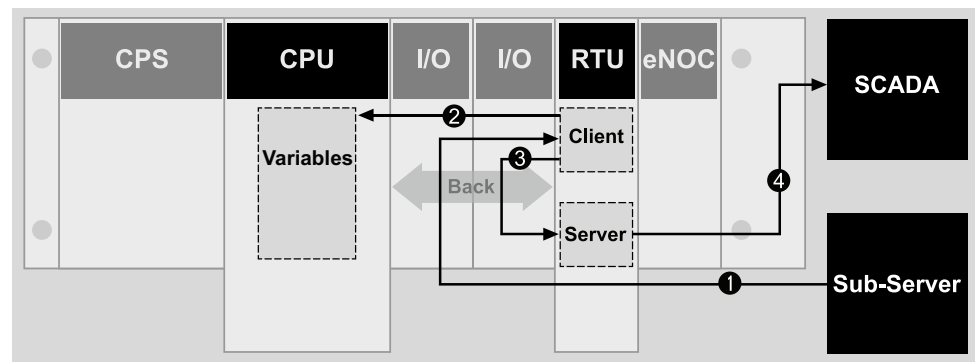 CPS
CPU
I/O
I/O
RTU
eNOC
SCADA
2
Client
Variables
3
Back
4
Server
1
Sub-Server